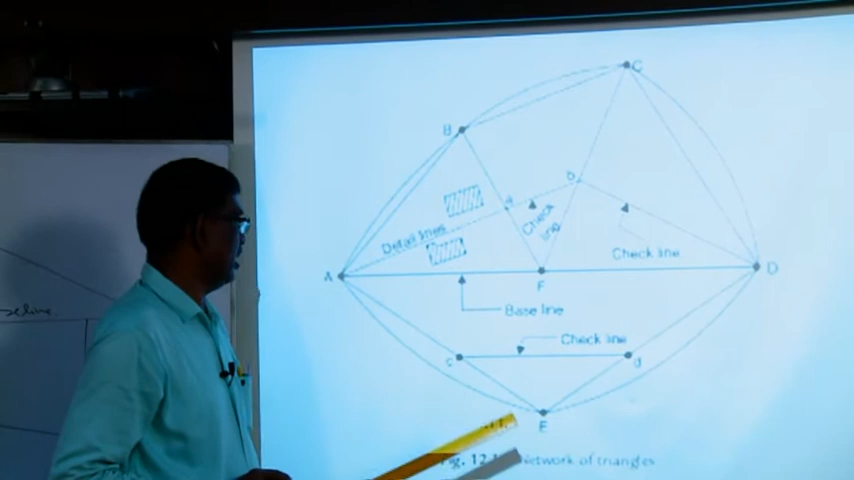 C
B
b
a
Check
line
Detail lines
Check line
A
D
F
Base line
Check line
c
d
E
Network of triangles